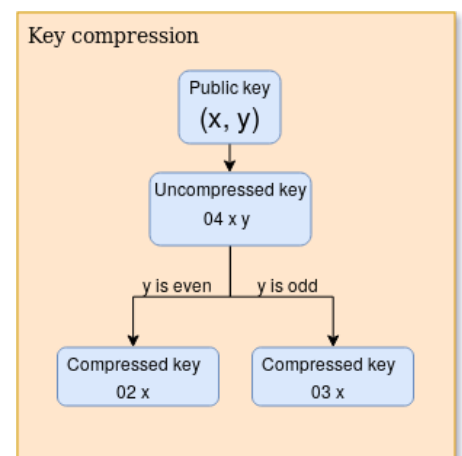 Key compression
Public key
(x, y)
Uncompressed key
04 x y
y is even
y is odd
Compressed key
02 x
Compressed key
03 x